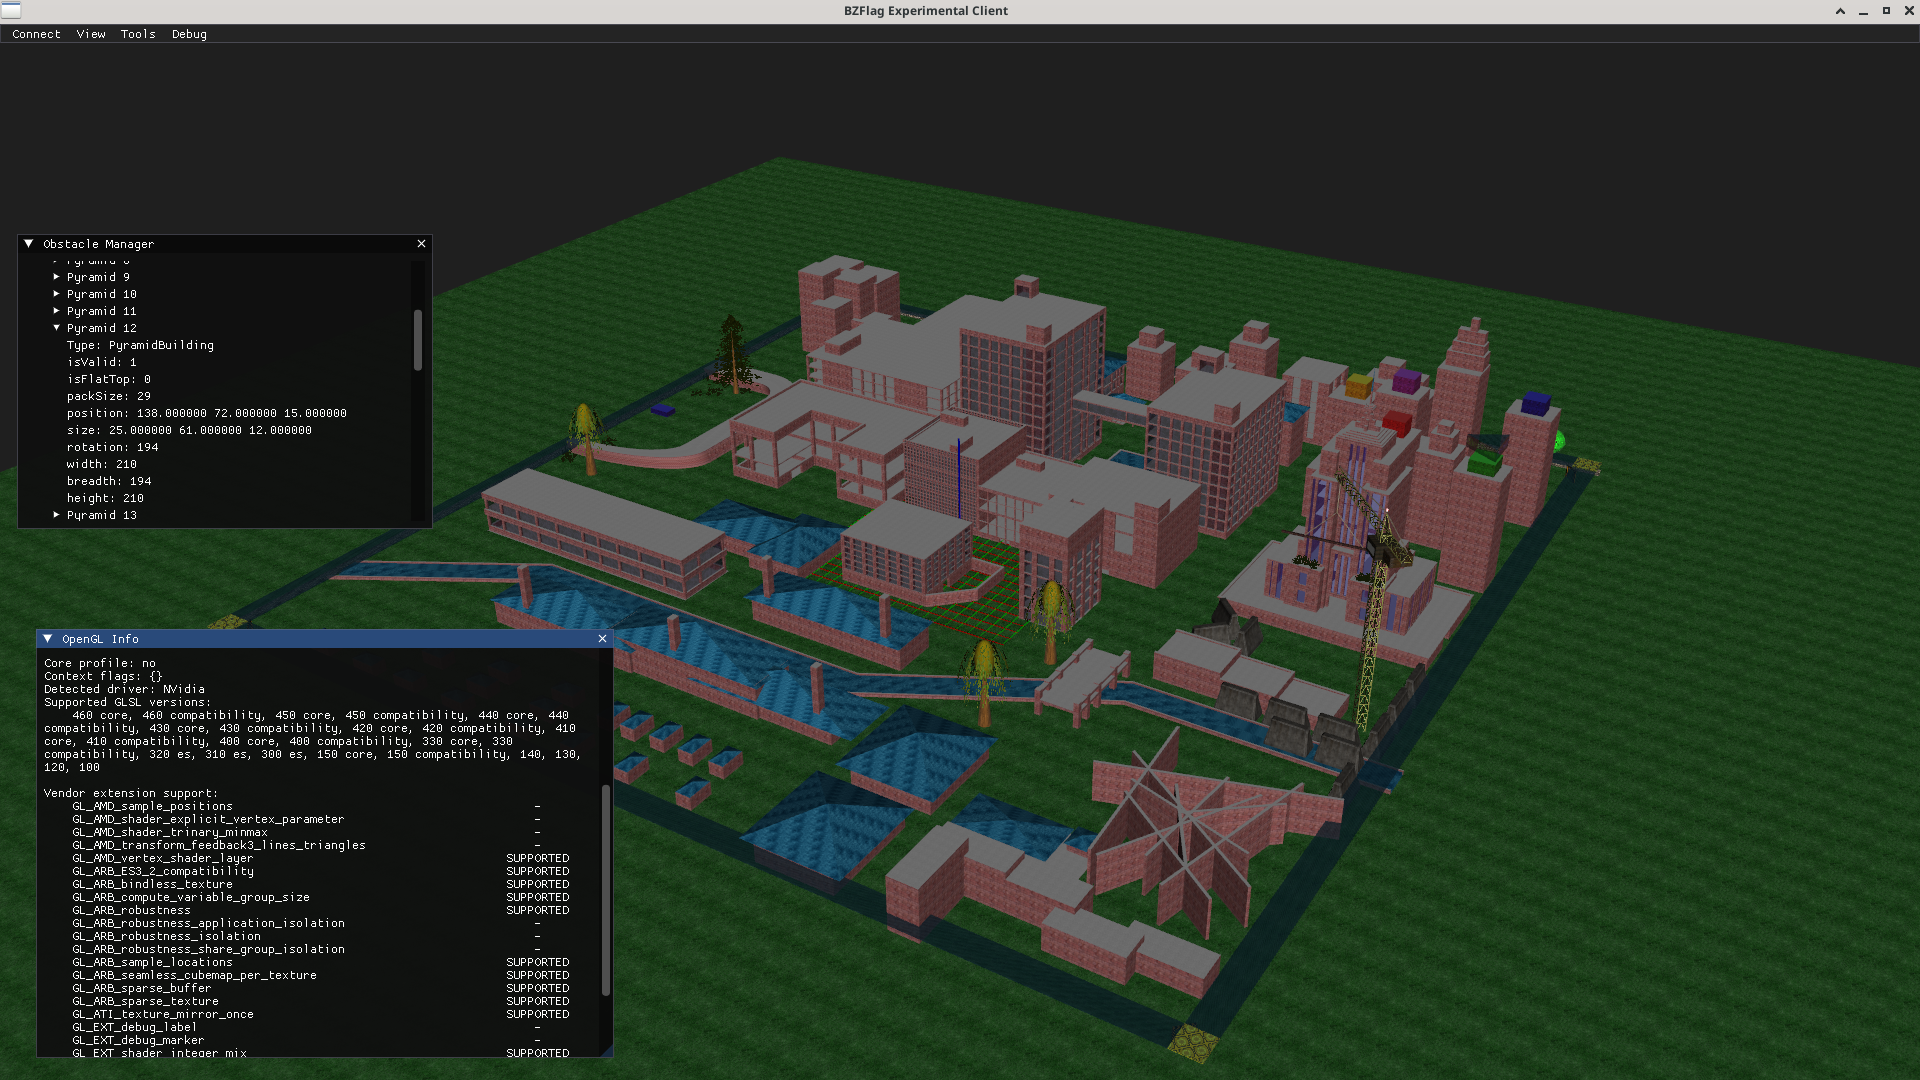 BZFlag Experimental Client
Connect View Tools Debug
Obstacle Manager
Pyramid 9
Pyramid 10
Pyramid 11
Pyramid 12
Type: PyramidBuilding
isValid: 1
isFlatTop: 0
packSize: 29
position: 138.000000 72.000000 15.000000
size: 25.000000 61.000000 12.000000
rotation: 194
width: 210
breadth: 194
height: 210
Pyramid 13
OpenGL Info
Core profile: no
Context flags: {}
Detected driver: NVidia
Supported GLSL versions:
460 core, 460 compatibility, 450 core, 450 compatibility, 440 core, 440
compatibility, 430 core, 430 compatibility, 420 core, 420 compatibility, 410
core, 410 compatibility, 400 core, 400 compatibility, 330 core, 330
compatibility, 320 es, 310 es, 300 es, 150 core, 150 compatibility, 140, 130,
120, 100
Vendor extension support:
GL_AMD_sample_positions -
GL_AMD_shader_explicit_vertex_parameter -
GL_AMD_shader_trinary_minmax -
GL_AMD_transform_feedback3_lines_triangles -
GL_AMD_vertex_shader_layer SUPPORTED
GL_ARB_ES3_2_compatibility SUPPORTED
GL_ARB_bindless_texture SUPPORTED
GL_ARB_compute_variable_group_size SUPPORTED
GL_ARB_robustness SUPPORTED
GL_ARB_robustness_application_isolation -
GL_ARB_robustness_isolation -
GL_ARB_robustness_share_group_isolation -
GL_ARB_sample_locations SUPPORTED
GL_ARB_seamless_cubemap_per_texture SUPPORTED
GL_ARB_sparse_buffer SUPPORTED
GL_ARB_sparse_texture SUPPORTED
GL_ATI_texture_mirror_once SUPPORTED
GL_EXT_debug_label -
GL_EXT_debug_marker -
GL_EXT_shader_integer_mix SUPPORTED